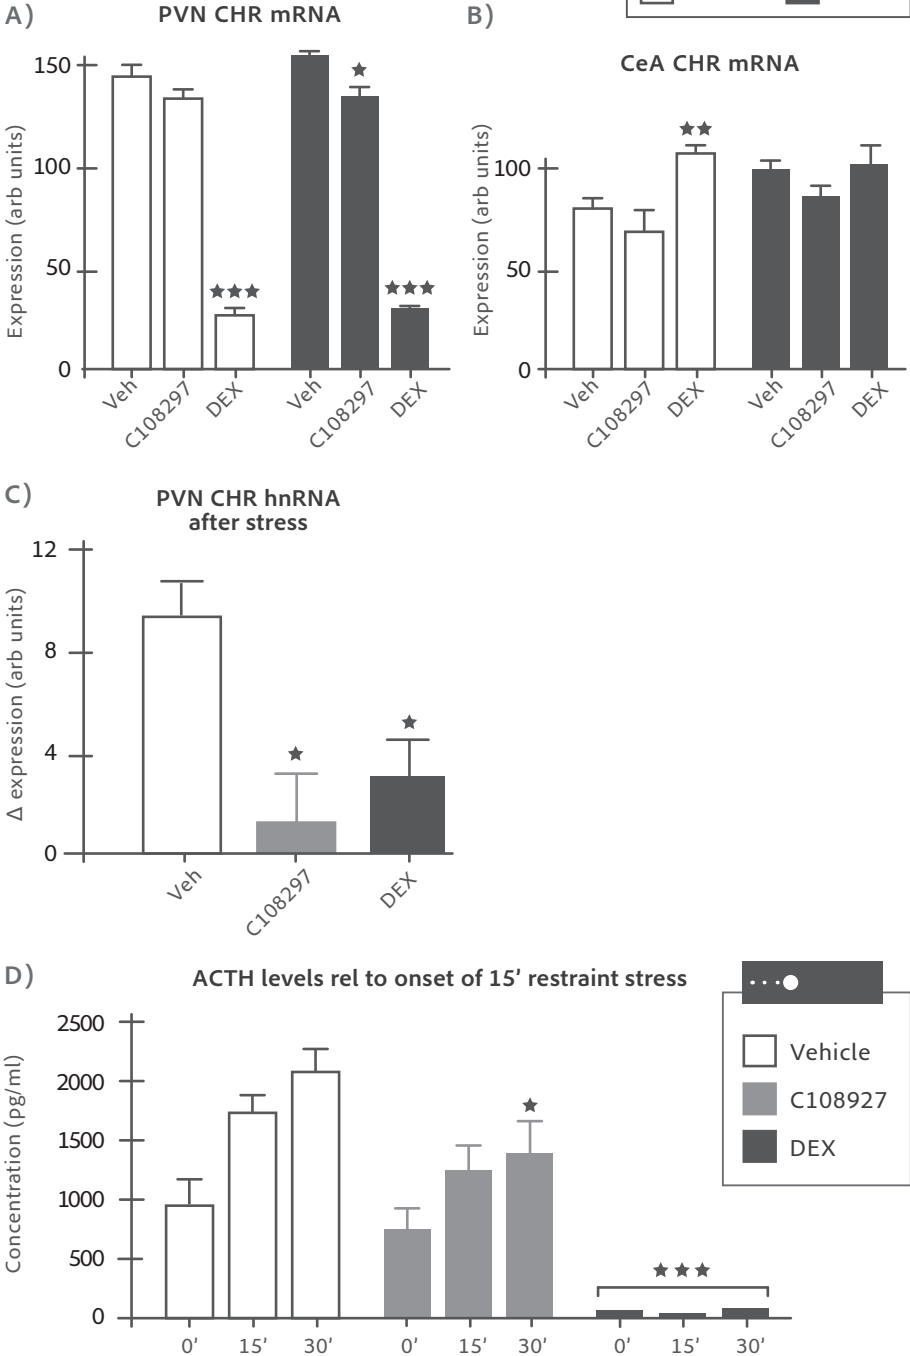 A)
PVN CHR mRNA
Expression (arb units)
150
100
50
0
Veh
C108297
DEX
Veh
C108297
DEX
B)
CeA CHR mRNA
Expression (arb units)
100
50
0
Veh
C108297
DEX
Veh
C108297
DEX
C)
PVN CHR hnRNA
after stress
Δ expression (arb units)
12
8
4
0
Veh
C108297
DEX
D)
ACTH levels rel to onset of 15’ restraint stress
Concentration (pg/ml)
2500
2000
1500
1000
500
0
0’ 15’ 30’ 0’ 15’ 30’ 0’ 15’ 30’
Vehicle
C108927
DEX